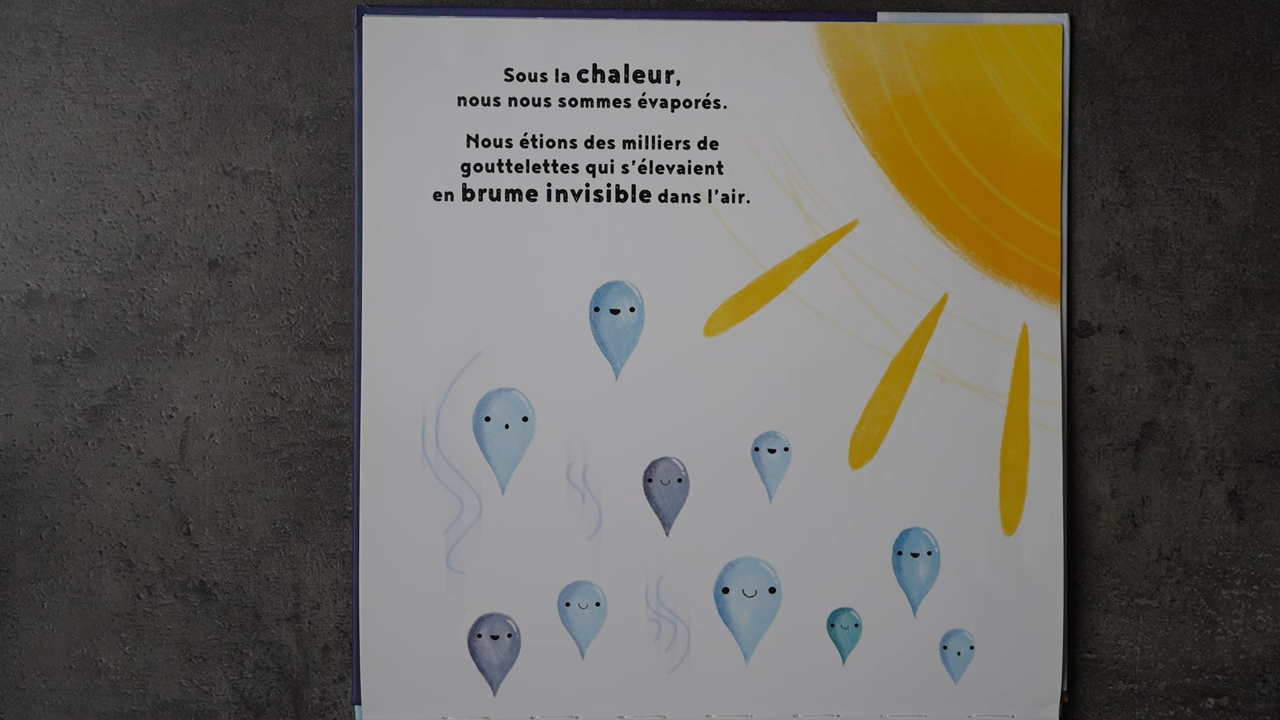 Sous la chaleur,
nous nous sommes évaporés.
Nous étions des milliers de
gouttelettes qui s'élevaient
en brume invisible dans l'air.